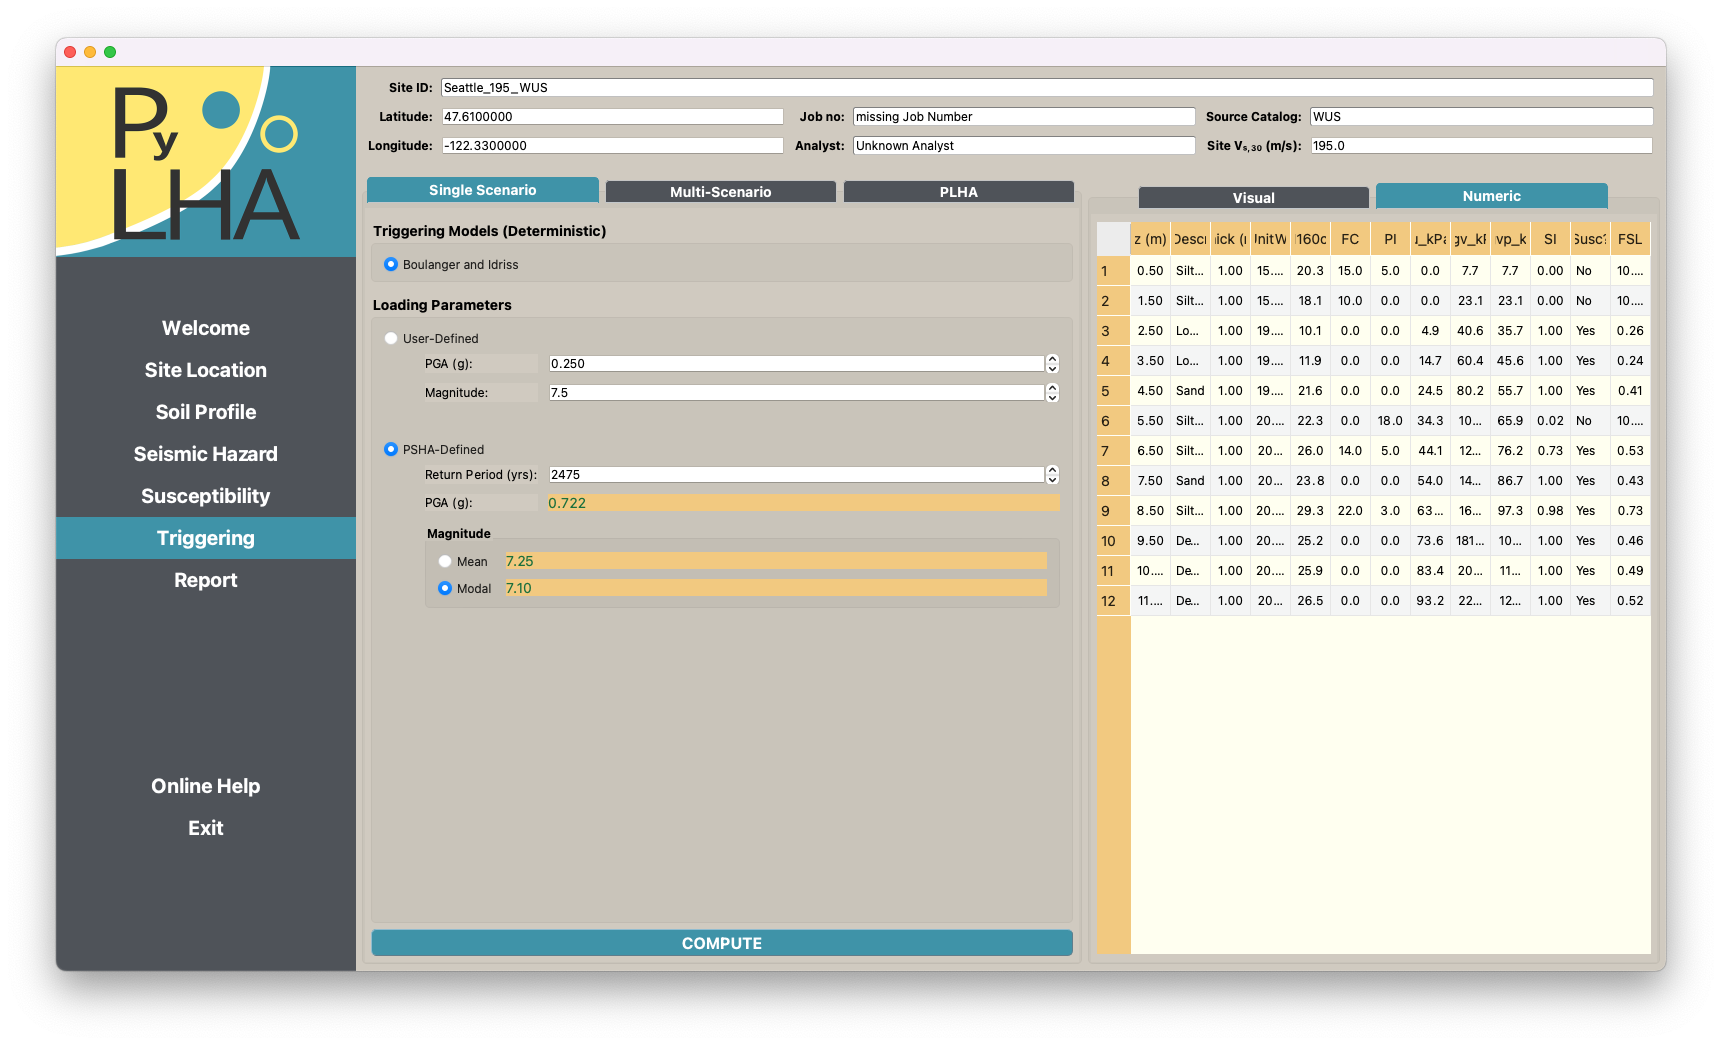 Py
LHA
Welcome
Site Location
Soil Profile
Seismic Hazard
Susceptibility
Triggering
Report
Online Help
Exit
Site ID: Seattle_195_WUS
Latitude: 47.6100000 Job no: missing Job Number Source Catalog: WUS
Longitude: -122.3300000 Analyst: Unknown Analyst Site Vs,30 (m/s): 195.0
Single Scenario Multi-Scenario PLHA
Triggering Models (Deterministic)
Boulanger and Idriss
Loading Parameters
User-Defined
PGA (g): 0.250
Magnitude: 7.5
PSHA-Defined
Return Period (yrs): 2475
PGA (g): 0.722
Magnitude
Mean 7.25
Modal 7.10
COMPUTE
Visual Numeric
z (m) Descr ick ( UnitW 160c FC PI _kPa gv_kP vp_k SI Susc? FSL
1 0.50 Silt... 1.00 15.... 20.3 15.0 5.0 0.0 7.7 7.7 0.00 No 10....
2 1.50 Silt... 1.00 15.... 18.1 10.0 0.0 0.0 23.1 23.1 0.00 No 10....
3 2.50 Lo... 1.00 19.... 10.1 0.0 0.0 4.9 40.6 35.7 1.00 Yes 0.26
4 3.50 Lo... 1.00 19.... 11.9 0.0 0.0 14.7 60.4 45.6 1.00 Yes 0.24
5 4.50 Sand 1.00 19.... 21.6 0.0 0.0 24.5 80.2 55.7 1.00 Yes 0.41
6 5.50 Silt... 1.00 20.... 22.3 0.0 18.0 34.3 10... 65.9 0.02 No 10....
7 6.50 Silt... 1.00 20... 26.0 14.0 5.0 44.1 12... 76.2 0.73 Yes 0.53
8 7.50 Sand 1.00 20... 23.8 0.0 0.0 54.0 14... 86.7 1.00 Yes 0.43
9 8.50 Silt... 1.00 20.... 29.3 22.0 3.0 63... 16... 97.3 0.98 Yes 0.73
10 9.50 De... 1.00 20.... 25.2 0.0 0.0 73.6 181... 10... 1.00 Yes 0.46
11 10.... De... 1.00 20.... 25.9 0.0 0.0 83.4 20... 11... 1.00 Yes 0.49
12 11.... De... 1.00 20... 26.5 0.0 0.0 93.2 22... 12... 1.00 Yes 0.52